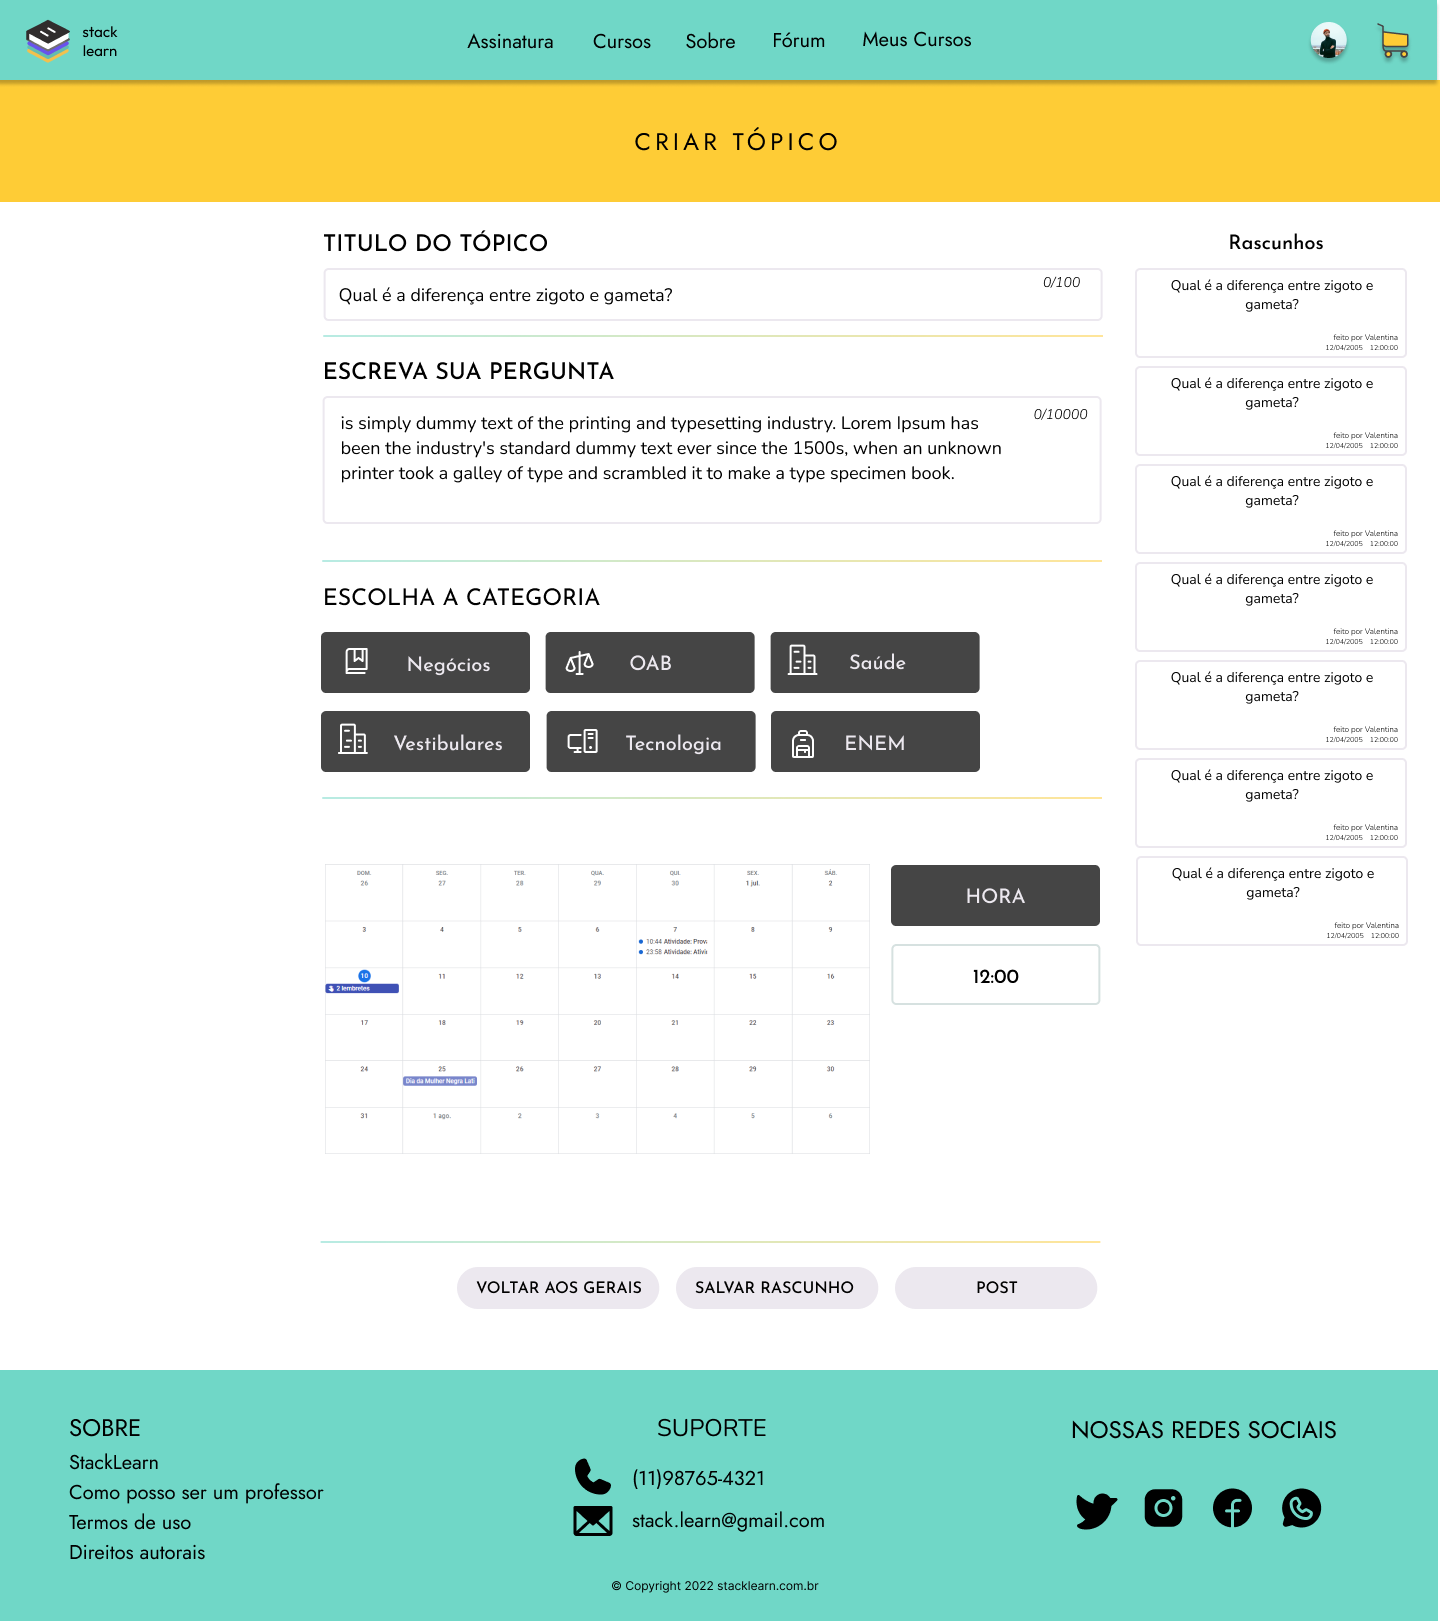 stack
learn
Assinatura Cursos Sobre Fórum Meus Cursos
CRIAR TÓPICO
TITULO DO TÓPICO
Qual é a diferença entre zigoto e gameta?
0/100
ESCREVA SUA PERGUNTA
is simply dummy text of the printing and typesetting industry. Lorem Ipsum has
0/10000
been the industry's standard dummy text ever since the 1500s, when an unknown
printer took a galley of type and scrambled it to make a type specimen book.
ESCOLHA A CATEGORIA
Negócios OAB Saúde
Vestibulares Tecnologia ENEM
DOM. SEG. TER. QUA. QUI. SEX. SÁB.
26 27 28 29 30 1 jul. 2
3 4 5 6 7 8 9
10:44 Atividade: Prov
23:58 Atividade: Ativi
10 11 12 13 14 15 16
2 lembretes
17 18 19 20 21 22 23
24 25 26 27 28 29 30
Dia da Mulher Negra Lati
31 1 ago. 2 3 4 5 6
HORA
12:00
VOLTAR AOS GERAIS SALVAR RASCUNHO POST
Rascunhos
Qual é a diferença entre zigoto e
gameta?
feito por Valentina
12/04/2005 12:00:00
Qual é a diferença entre zigoto e
gameta?
feito por Valentina
12/04/2005 12:00:00
Qual é a diferença entre zigoto e
gameta?
feito por Valentina
12/04/2005 12:00:00
Qual é a diferença entre zigoto e
gameta?
feito por Valentina
12/04/2005 12:00:00
Qual é a diferença entre zigoto e
gameta?
feito por Valentina
12/04/2005 12:00:00
Qual é a diferença entre zigoto e
gameta?
feito por Valentina
12/04/2005 12:00:00
Qual é a diferença entre zigoto e
gameta?
feito por Valentina
12/04/2005 12:00:00
SOBRE
StackLearn
Como posso ser um professor
Termos de uso
Direitos autorais
SUPORTE
(11)98765-4321
stack.learn@gmail.com
NOSSAS REDES SOCIAIS
© Copyright 2022 stacklearn.com.br